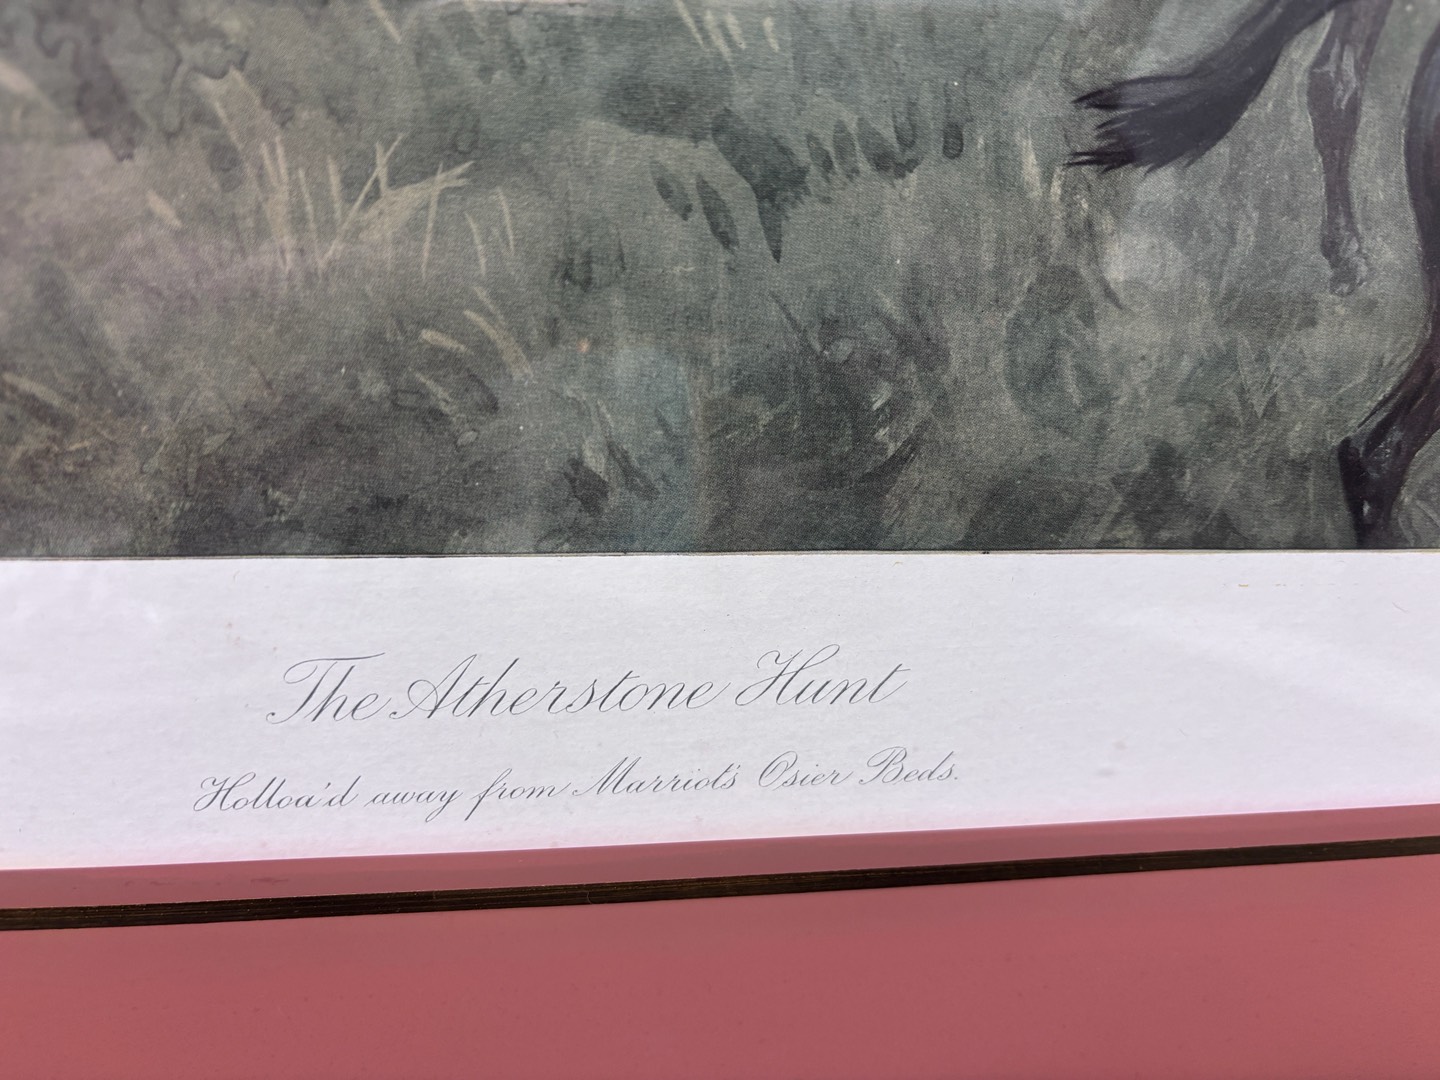 The Atherstone Hunt
Holloa'd away from Marriot's Osier Beds.